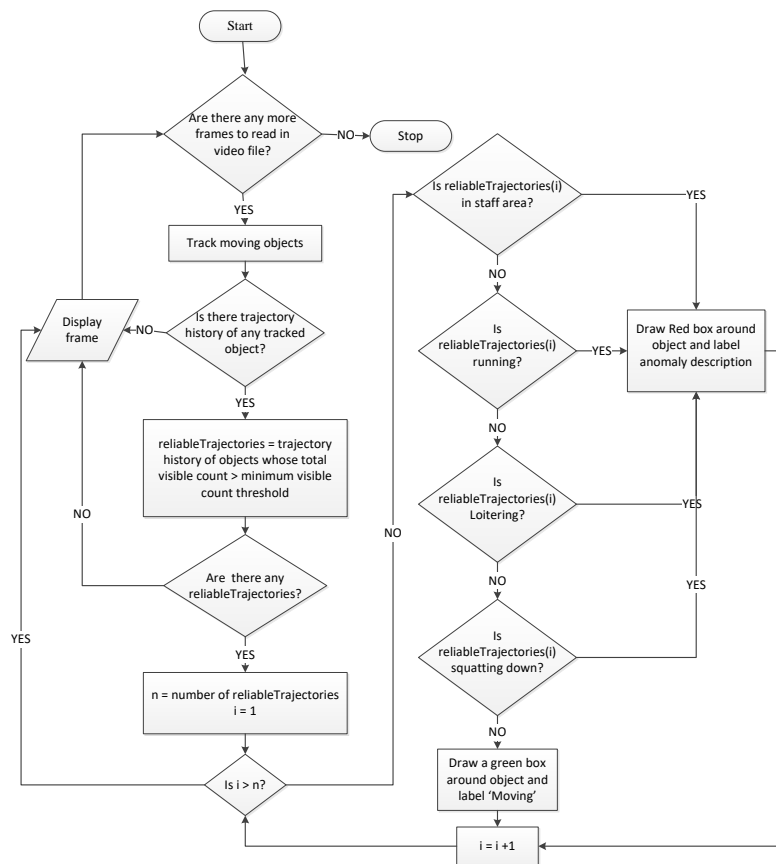 Start
Are there any more
frames to read in
video file?
NO
Stop
YES
Track moving objects
Is there trajectory
history of any tracked
object?
NO
Display
frame
YES
reliableTrajectories = trajectory
history of objects whose total
visible count > minimum visible
count threshold
NO
Are there any
reliableTrajectories?
YES
YES
n = number of reliableTrajectories
i = 1
Is i > n?
NO
Is reliableTrajectories(i)
in staff area?
YES
NO
Is
reliableTrajectories(i)
running?
YES
Draw Red box around
object and label
anomaly description
NO
Is
reliableTrajectories(i)
Loitering?
YES
NO
YES
Is
reliableTrajectories(i)
squatting down?
NO
Draw a green box
around object and
label ‘Moving’
i = i +1